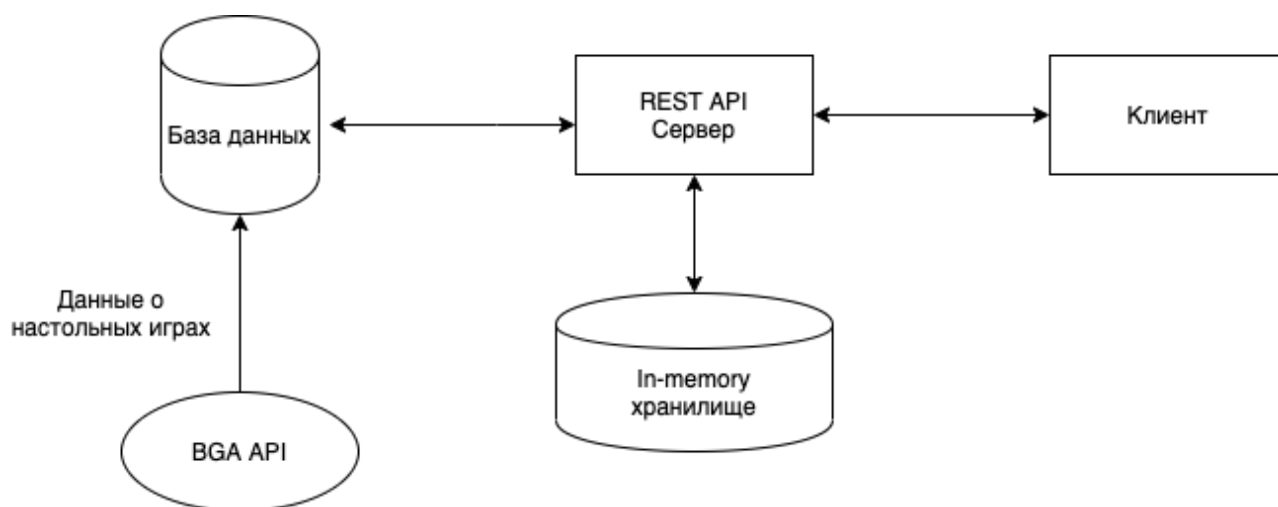 База данных
REST API
Сервер
Клиент
Данные о
настольных играх
In-memory
хранилище
BGA API